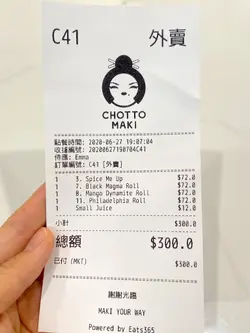 C41 外賣
CHOTTO
MAKI
點餐時間: 2020-06-27 19:07:04
收據編號: 20200627190704C41
侍應: Emma
訂單編號: C41 [外賣]
1 3. Spice Me Up $72.0
1 7. Black Magma Roll $72.0
1 8. Mango Dynamite Roll $72.0
1 11. Philadelphia Roll $72.0
1 Small Juice $12.0
小計 $300.0
總額 $300.0
已付 (MKT) $300.0
謝謝光臨
MAKI YOUR WAY
Powered by Eats365